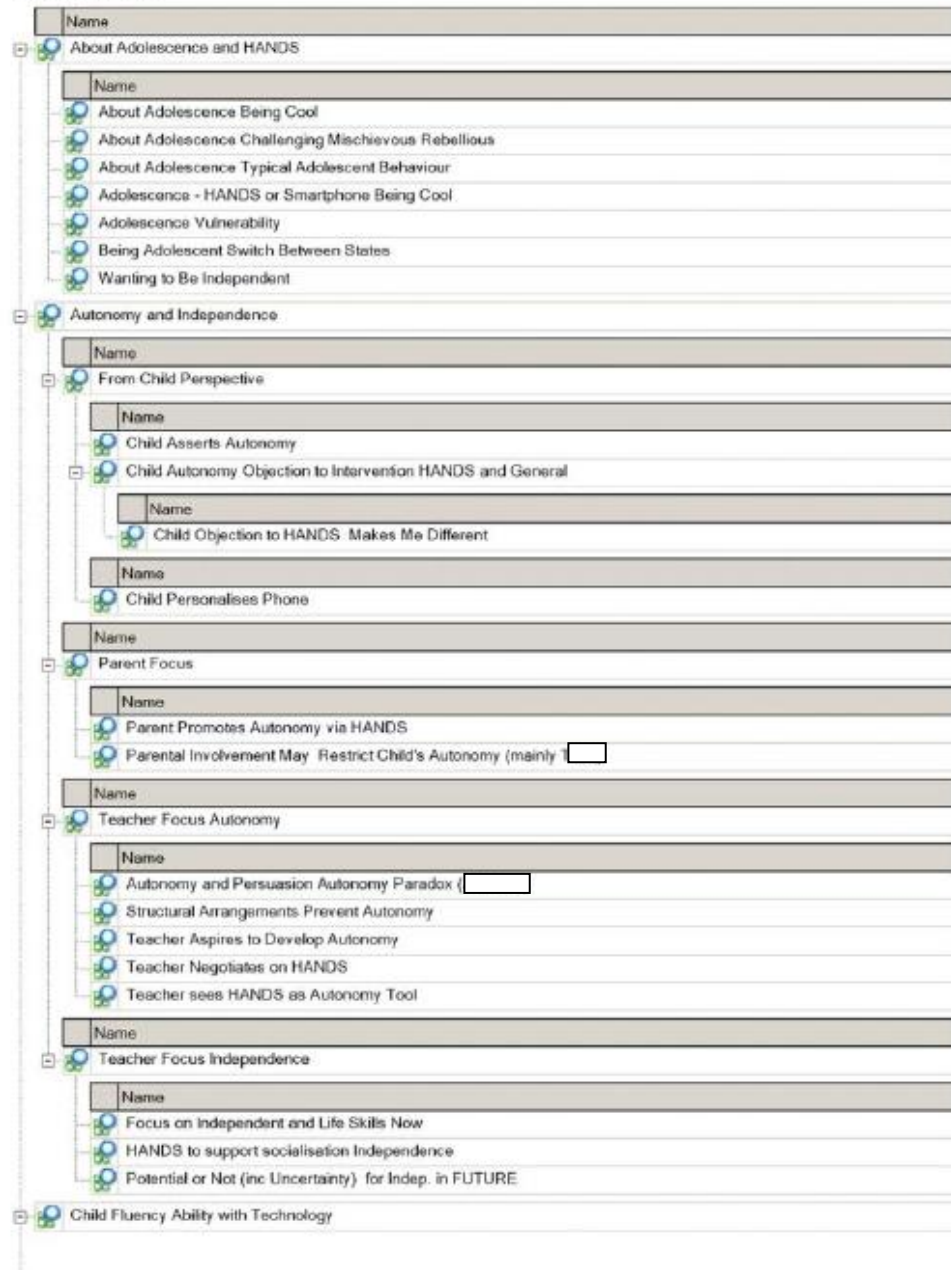 Name
About Adolescence and HANDS
Name
About Adolescence Being Cool
About Adolescence Challenging Mischievous Rebellious
About Adolescence Typical Adolescent Behaviour
Adolescence - HANDS or Smartphone Being Cool
Adolescence Vulnerability
Being Adolescent Switch Between States
Wanting to Be Independent
Autonomy and Independence
Name
From Child Perspective
Name
Child Asserts Autonomy
Child Autonomy Objection to Intervention HANDS and General
Name
Child Objection to HANDS Makes Me Different
Name
Child Personalises Phone
Name
Parent Focus
Name
Parent Promotes Autonomy via HANDS
Parental Involvement May Restrict Child's Autonomy (mainly
Name
Teacher Focus Autonomy
Name
Autonomy and Persuasion Autonomy Paradox (
Structural Arrangements Prevent Autonomy
Teacher Aspires to Develop Autonomy
Teacher Negotiates on HANDS
Teacher sees HANDS as Autonomy Tool
Name
Teacher Focus Independence
Name
Focus on Independent and Life Skills Now
HANDS to support socialisation Independence
Potential or Not (inc Uncertainty) for Indep. in FUTURE
Child Fluency Ability with Technology